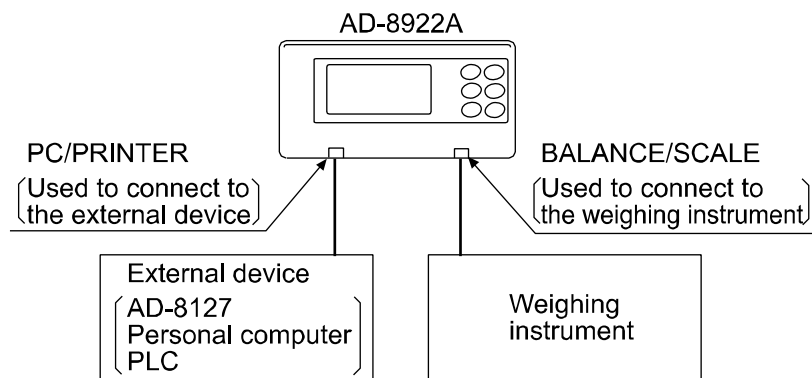 AD-8922A
PC/PRINTER
Used to connect to
the external device
BALANCE/SCALE
Used to connect to
the weighing instrument
External device
AD-8127
Personal computer
PLC
Weighing
instrument